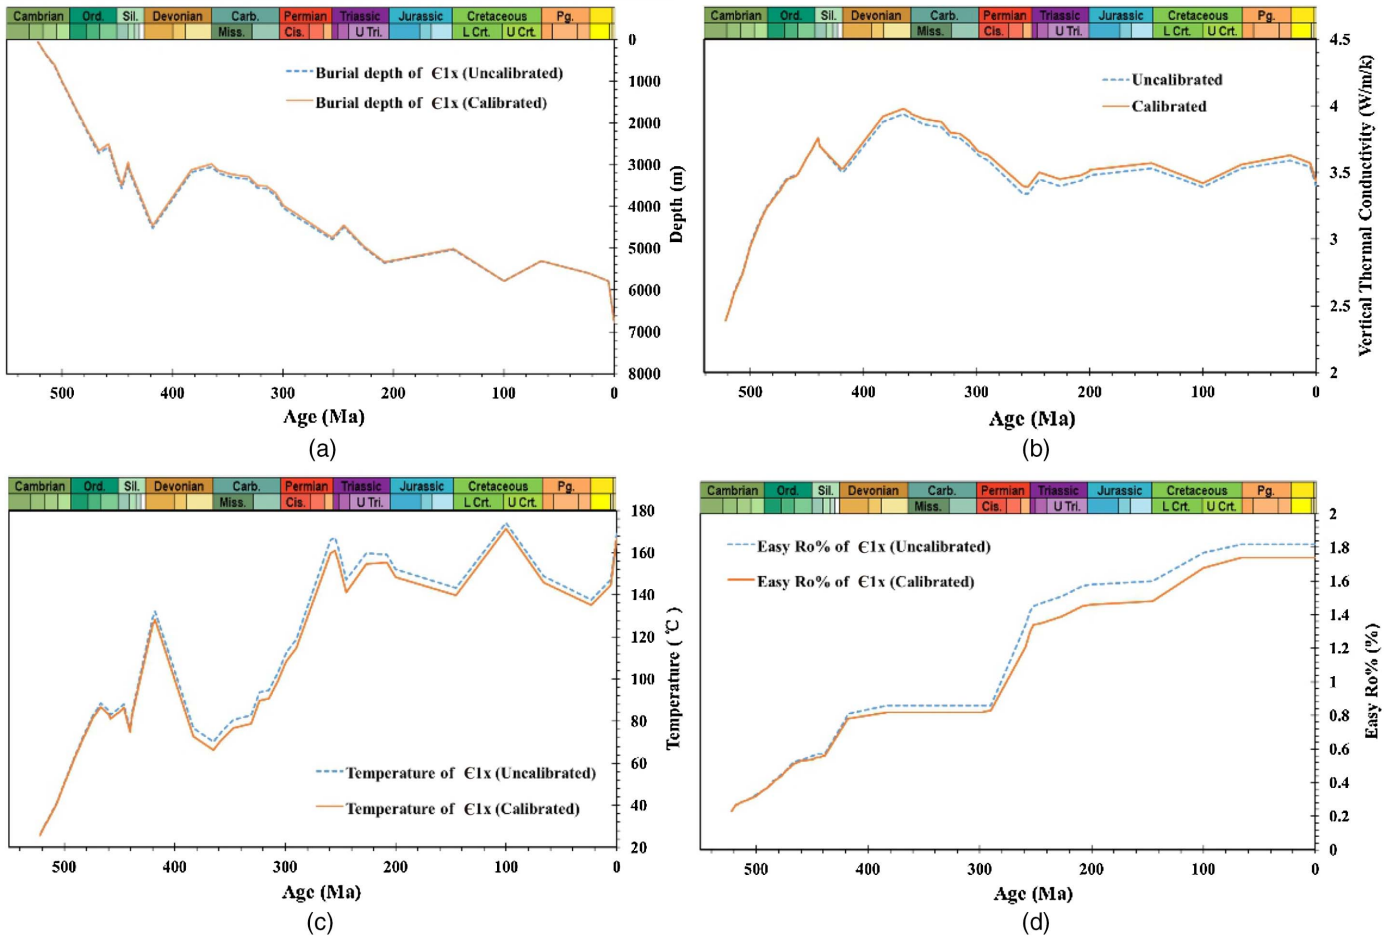 Cambrian Ord. Sil. Devonian Carb. Permian Triassic Jurassic Cretaceous Pg.
Miss. Cis. U Tri. L Crt. U Crt.
Burial depth of Є1x (Uncalibrated)
Burial depth of Є1x (Calibrated)
0
1000
2000
3000
4000
5000
6000
7000
8000
Depth (m)
500 400 300 200 100 0
Age (Ma)
(a)
Cambrian Ord. Sil. Devonian Carb. Permian Triassic Jurassic Cretaceous Pg.
Miss. Cis. U Tri. L Crt. U Crt.
Uncalibrated
Calibrated
4.5
4
3.5
3
2.5
2
Vertical Thermal Conductivity (W/m/k)
500 400 300 200 100 0
Age (Ma)
(b)
Cambrian Ord. Sil. Devonian Carb. Permian Triassic Jurassic Cretaceous Pg.
Miss. Cis. U Tri. L Crt. U Crt.
180
160
140
120
100
80
60
40
20
Temperature ( ℃)
Temperature of Є1x (Uncalibrated)
Temperature of Є1x (Calibrated)
500 400 300 200 100 0
Age (Ma)
(c)
Cambrian Ord. Sil. Devonian Carb. Permian Triassic Jurassic Cretaceous Pg.
Miss. Cis. U Tri. L Crt. U Crt.
Easy Ro% of Є1x (Uncalibrated)
Easy Ro% of Є1x (Calibrated)
2
1.8
1.6
1.4
1.2
1
0.8
0.6
0.4
0.2
0
Easy Ro% (%)
500 400 300 200 100 0
Age (Ma)
(d)